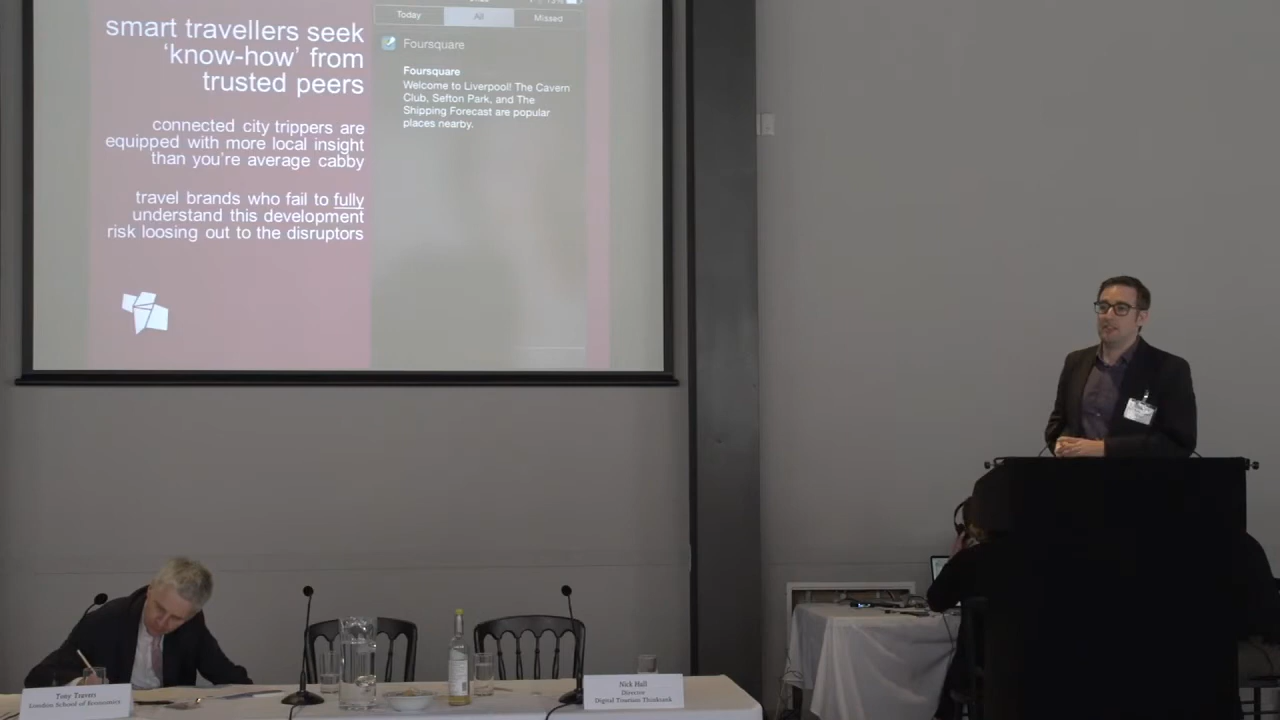 smart travellers seek
‘know-how’ from
trusted peers
connected city trippers are
equipped with more local insight
than you’re average cabby
travel brands who fail to fully
understand this development
risk loosing out to the disruptors
Today
All
Missed
Foursquare
Foursquare
Welcome to Liverpool! The Cavern
Club, Sefton Park, and The
Shipping Forecast are popular
places nearby.
Tony Travers
London School of Economics
Nick Hall
Director
Digital Tourism Thinktank